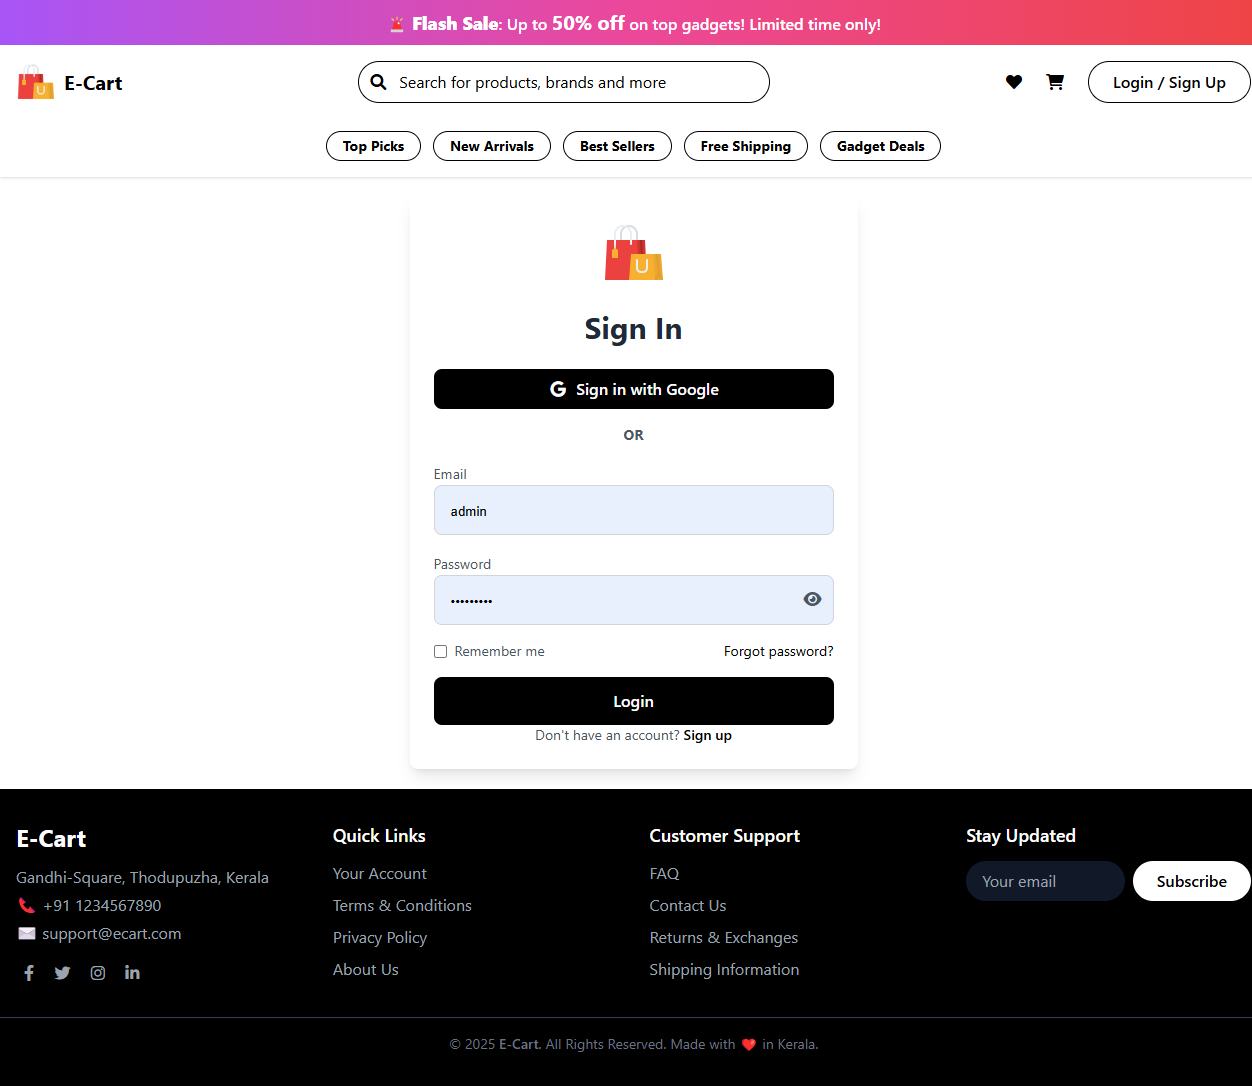 🚨 Flash Sale: Up to 50% off on top gadgets! Limited time only!
E-Cart
Search for products, brands and more
Login / Sign Up
Top Picks
New Arrivals
Best Sellers
Free Shipping
Gadget Deals
U
Sign In
G Sign in with Google
OR
Email
admin
Password
•••••••••
Remember me
Forgot password?
Login
Don't have an account? Sign up
E-Cart
Gandhi-Square, Thodupuzha, Kerala
📞 +91 1234567890
✉️ support@ecart.com
Quick Links
Your Account
Terms & Conditions
Privacy Policy
About Us
Customer Support
FAQ
Contact Us
Returns & Exchanges
Shipping Information
Stay Updated
Your email
Subscribe
© 2025 E-Cart. All Rights Reserved. Made with ❤️ in Kerala.